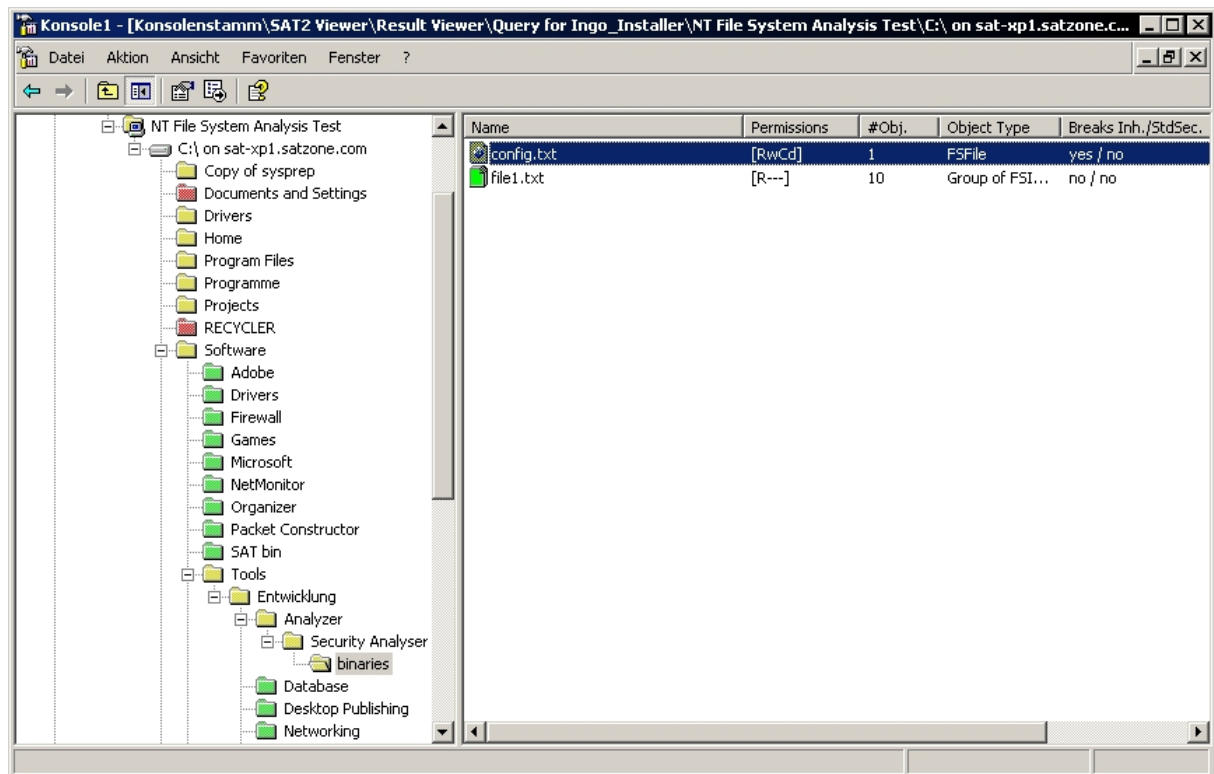 Konsole1 - [Konsolenstamm\SAT2 Viewer\Result Viewer\Query for Ingo_Installer\NT File System Analysis Test\C:\ on sat-xp1.satzone.c...
Datei Aktion Ansicht Favoriten Fenster ?
NT File System Analysis Test
C:\ on sat-xp1.satzone.com
Copy of sysprep
Documents and Settings
Drivers
Home
Program Files
Programme
Projects
RECYCLER
Software
Adobe
Drivers
Firewall
Games
Microsoft
NetMonitor
Organizer
Packet Constructor
SAT bin
Tools
Entwicklung
Analyzer
Security Analyser
binaries
Database
Desktop Publishing
Networking
Name Permissions #Obj. Object Type Breaks Inh./StdSec.
config.txt [RwCd] 1 FSFile yes / no
file1.txt [R---] 10 Group of FSI... no / no